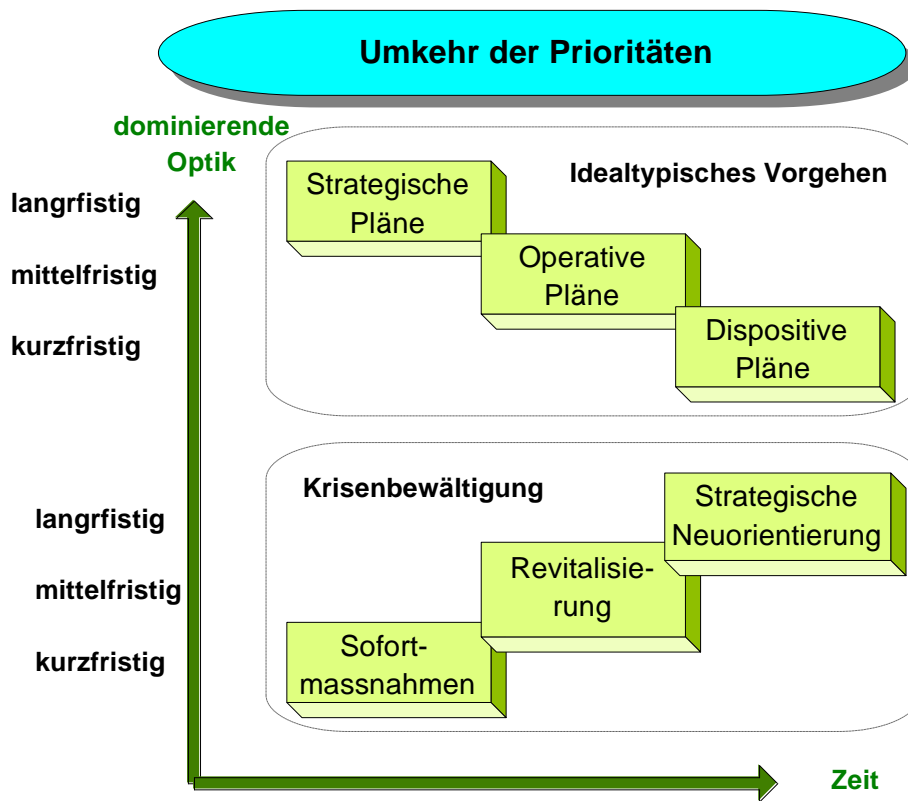 Umkehr der Prioritäten
dominierende
Optik
Idealtypisches Vorgehen
langrfistig
mittelfristig
kurzfristig
Strategische
Pläne
Operative
Pläne
Dispositive
Pläne
Krisenbewältigung
langrfistig
mittelfristig
kurzfristig
Strategische
Neuorientierung
Revitalisie-
rung
Sofort-
massnahmen
Zeit